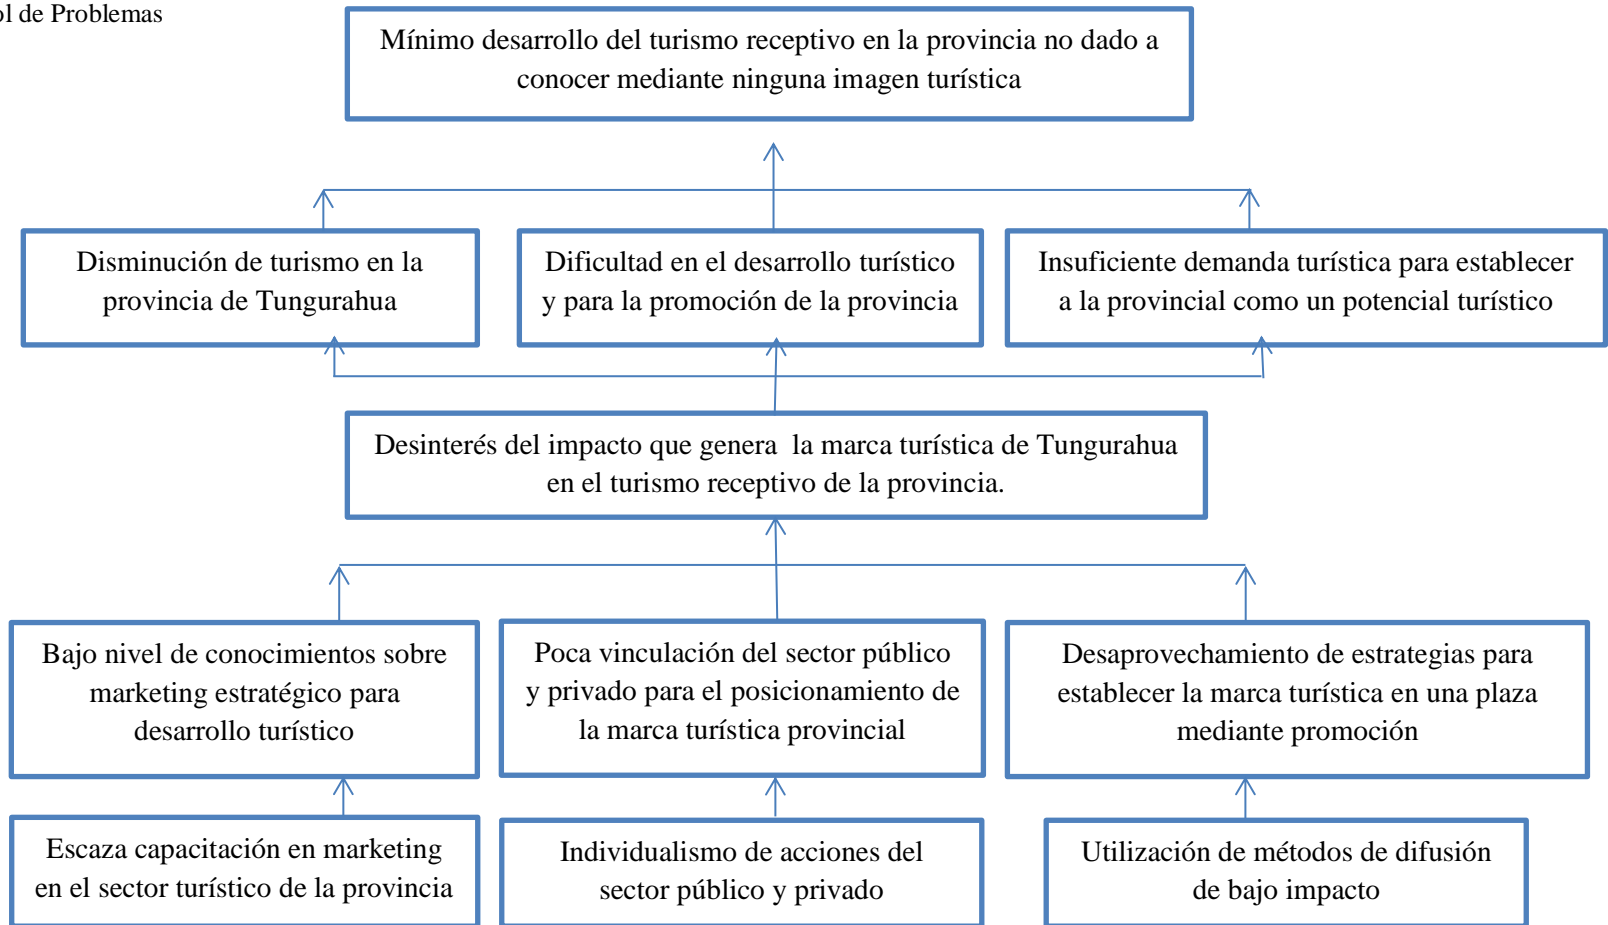 ol de Problemas
Mínimo desarrollo del turismo receptivo en la provincia no dado a
conocer mediante ninguna imagen turística
Disminución de turismo en la
provincia de Tungurahua
Dificultad en el desarrollo turístico
y para la promoción de la provincia
Insuficiente demanda turística para establecer
a la provincial como un potencial turístico
Desinterés del impacto que genera  la marca turística de Tungurahua
en el turismo receptivo de la provincia.
Bajo nivel de conocimientos sobre
marketing estratégico para
desarrollo turístico
Poca vinculación del sector público
y privado para el posicionamiento de
la marca turística provincial
Desaprovechamiento de estrategias para
establecer la marca turística en una plaza
mediante promoción
Escaza capacitación en marketing
en el sector turístico de la provincia
Individualismo de acciones del
sector público y privado
Utilización de métodos de difusión
de bajo impacto